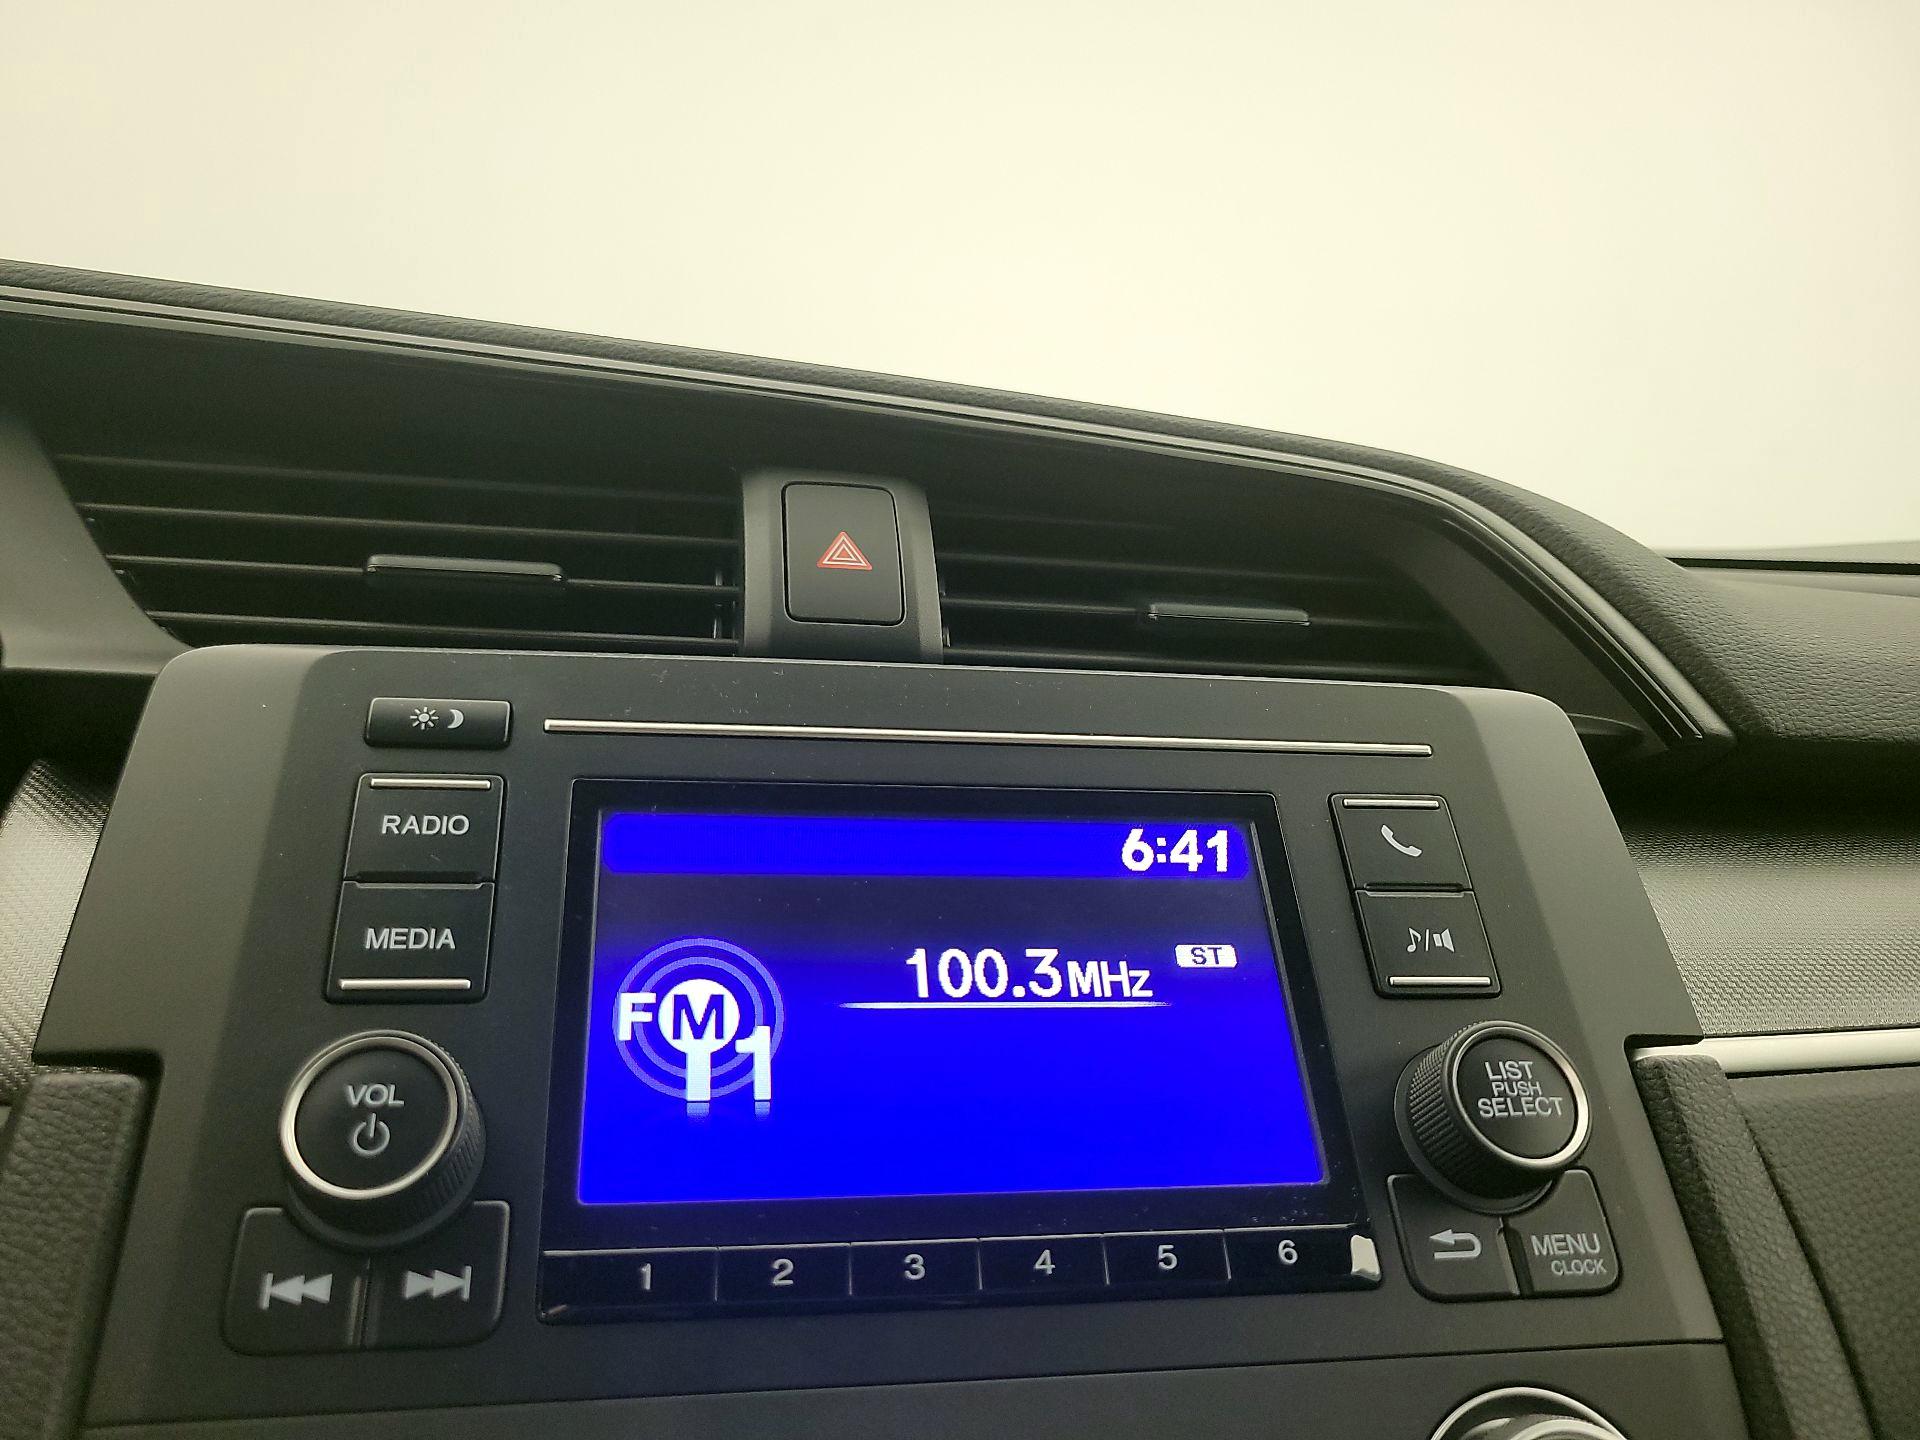 RADIO
MEDIA
VOL
6:41
100.3MHz
ST
FM
1
1 2 3 4 5 6
LIST
PUSH
SELECT
MENU
CLOCK